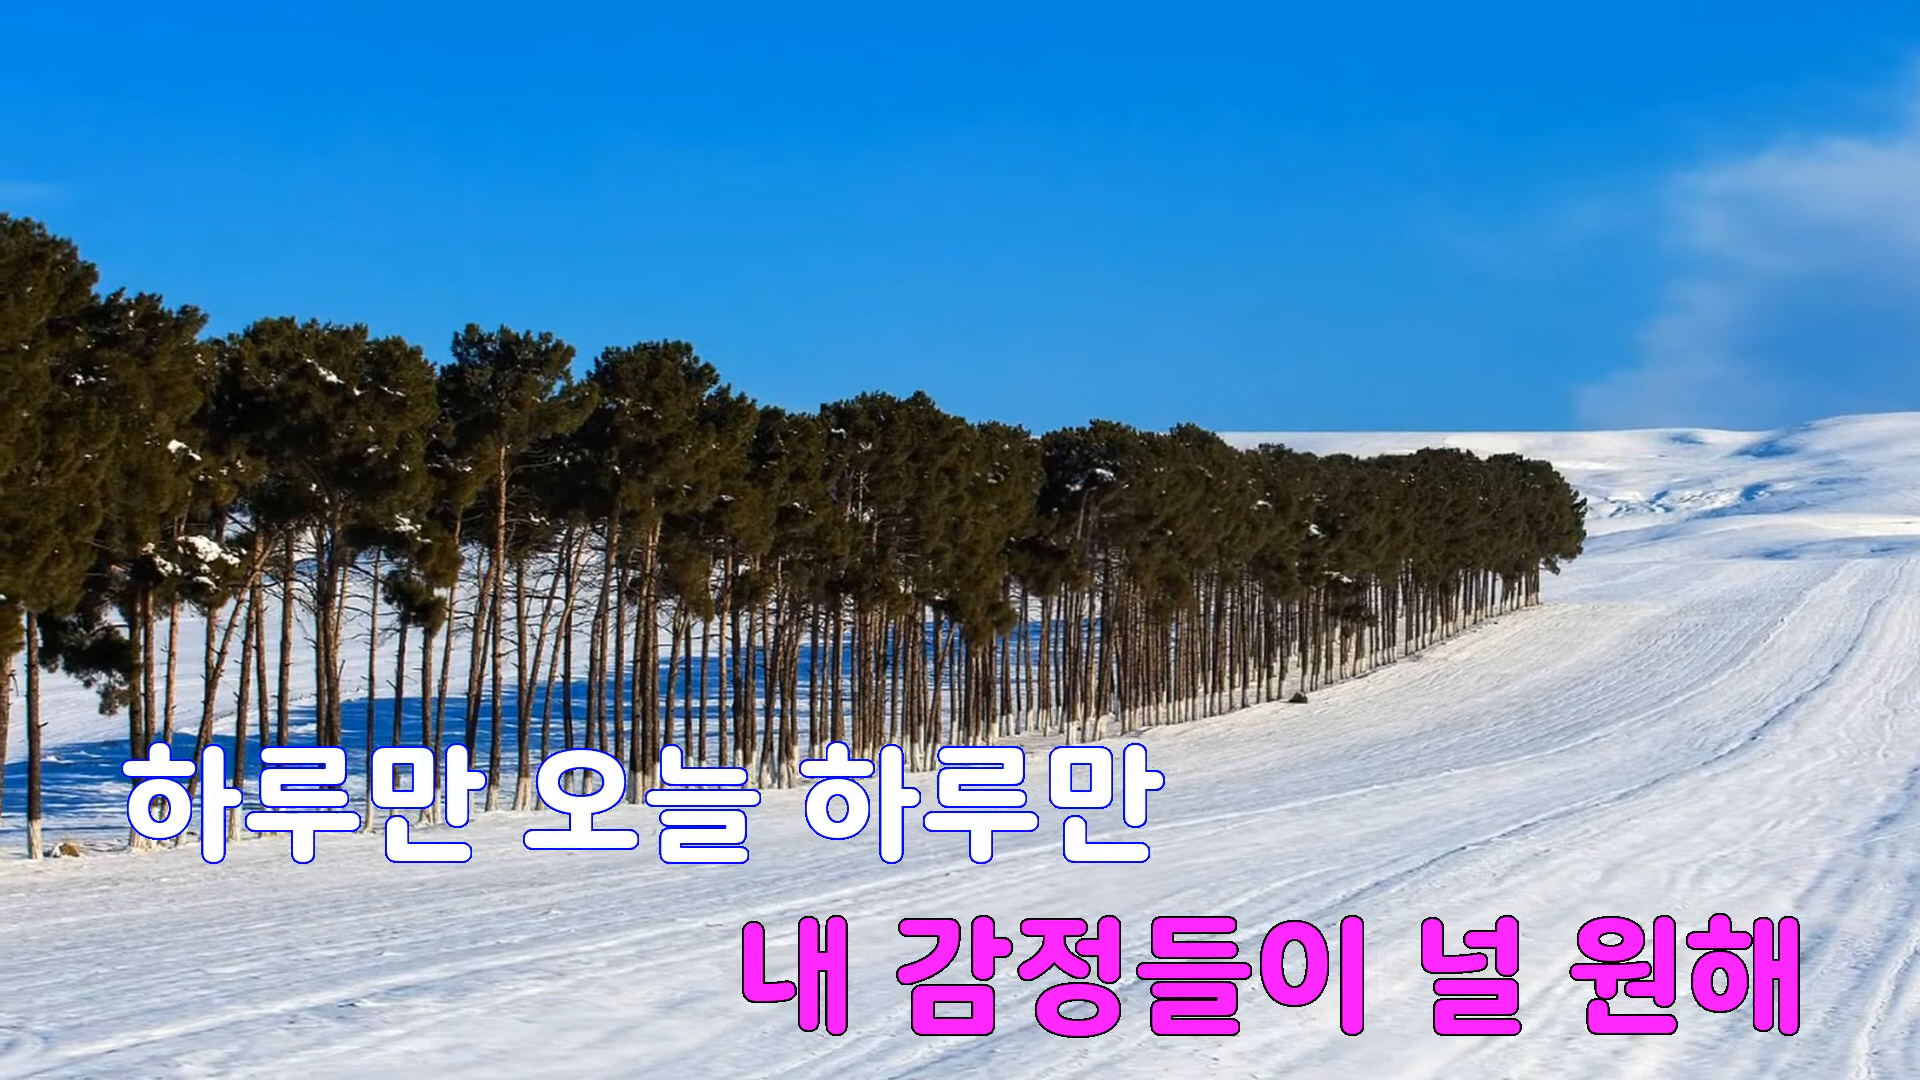 하루만 오늘 하루만
내 감정들이 널 원해